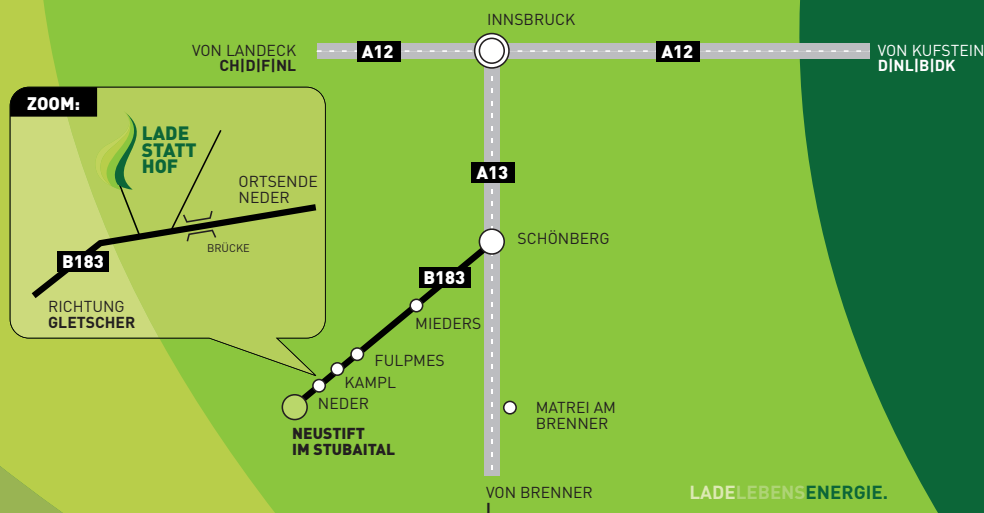 INNSBRUCK
VON LANDECK
CH|D|F|NL
A12
A12
VON KUFSTEIN
D|NL|B|DK
ZOOM:
LADE
STATT
HOF
ORTSENDE
NEDER
BRÜCKE
B183
RICHTUNG
GLETSCHER
A13
SCHÖNBERG
B183
MIEDERS
FULPMES
KAMPL
NEDER
NEUSTIFT
IM STUBAITAL
MATREI AM
BRENNER
VON BRENNER
I
LADELEBENSENERGIE.